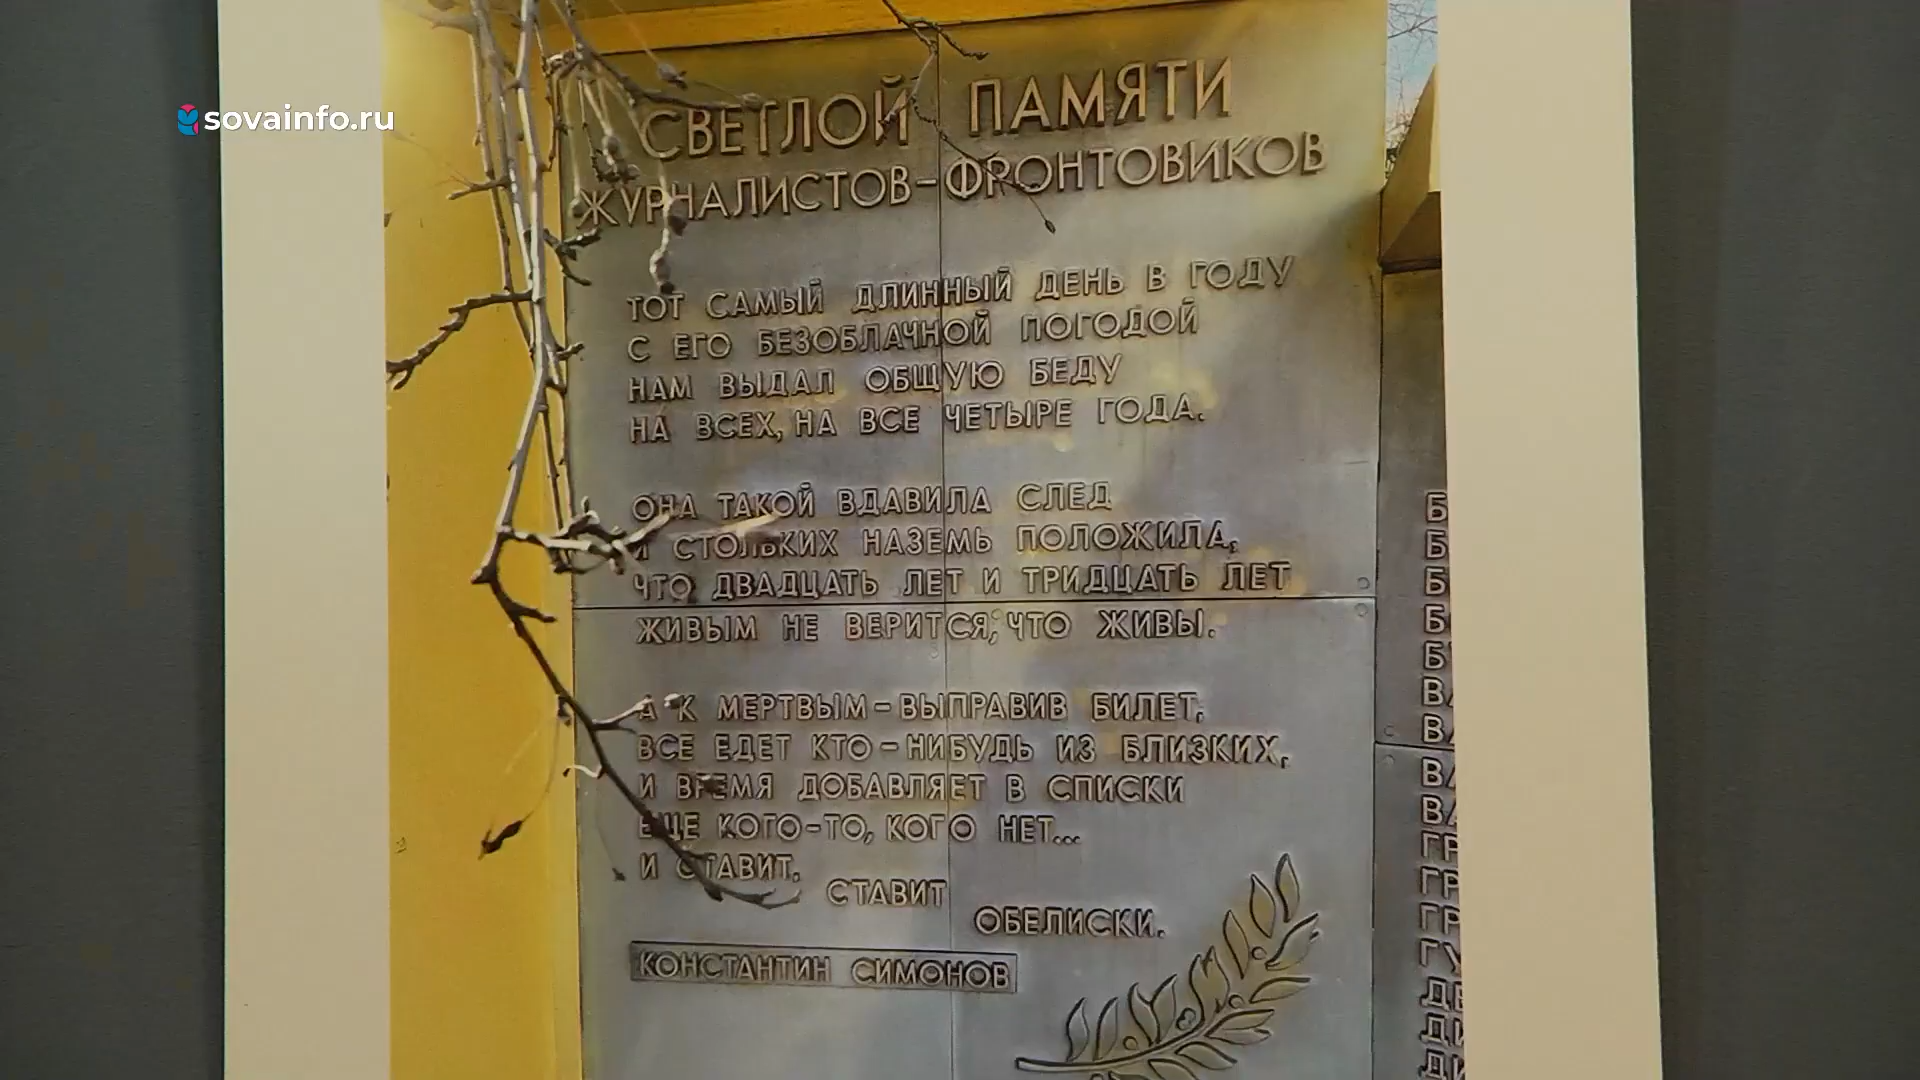 sovainfo.ru
СВЕТЛОЙ ПАМЯТИ
ЖУРНАЛИСТОВ-ФРОНТОВИКОВ
ТОТ САМЫЙ ДЛИННЫЙ ДЕНЬ В ГОДУ
С ЕГО БЕЗОБЛАЧНОЙ ПОГОДОЙ
НАМ ВЫДАЛ ОБЩУЮ БЕДУ
НА ВСЕХ, НА ВСЕ ЧЕТЫРЕ ГОДА.
ОНА ТАКОЙ ВДАВИЛА СЛЕД
И СТОЛЬКИХ НАЗЕМЬ ПОЛОЖИЛА,
ЧТО ДВАДЦАТЬ ЛЕТ И ТРИДЦАТЬ ЛЕТ
ЖИВЫМ НЕ ВЕРИТСЯ, ЧТО ЖИВЫ.
А К МЕРТВЫМ - ВЫПРАВИВ БИЛЕТ,
ВСЕ ЕДЕТ КТО - НИБУДЬ ИЗ БЛИЗКИХ,
И ВРЕМЯ ДОБАВЛЯЕТ В СПИСКИ
ЕЩЕ КОГО-ТО, КОГО НЕТ...
И СТАВИТ,
СТАВИТ
ОБЕЛИСКИ.
КОНСТАНТИН СИМОНОВ